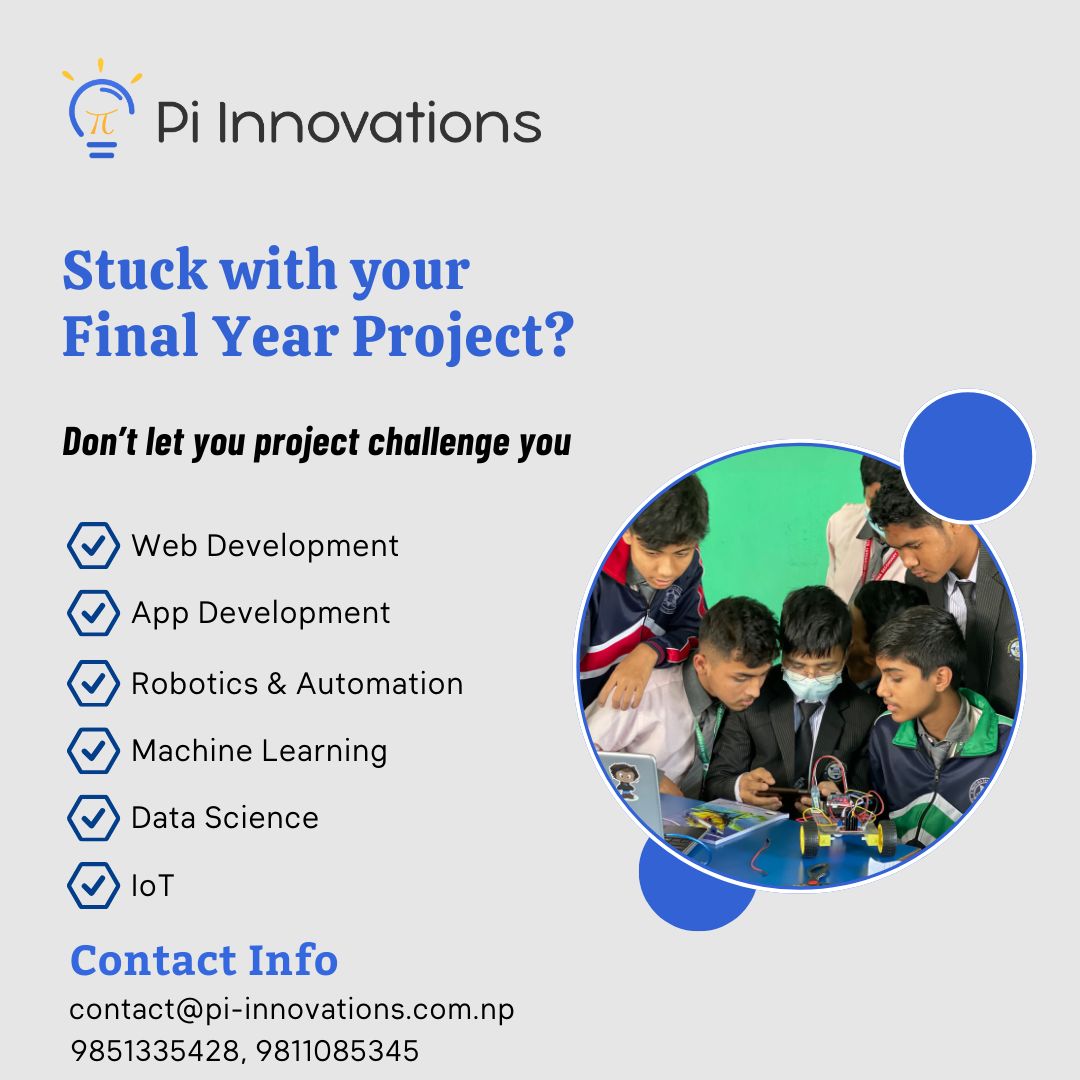 π
Pi Innovations
Stuck with your
Final Year Project?
Don't let you project challenge you
Web Development
App Development
Robotics & Automation
Machine Learning
Data Science
IoT
Contact Info
contact@pi-innovations.com.np
9851335428, 9811085345